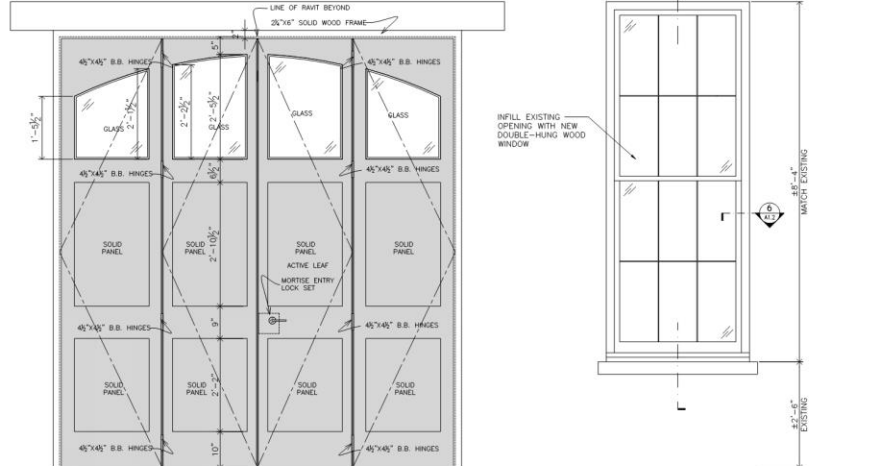 LINE OF RAVIT BEYOND
2¼"X6" SOLID WOOD FRAME
2"
5"
4½"X4½" B.B. HINGES
4½"X4½" B.B. HINGES
1'-5½"
2'-1½"
2'-2½"
2'-5½"
GLASS
GLASS
GLASS
GLASS
6½"
4½"X4½" B.B. HINGES
4½"X4½" B.B. HINGES
SOLID
PANEL
SOLID
PANEL
SOLID
PANEL
SOLID
PANEL
2'-10½"
ACTIVE LEAF
MORTISE ENTRY
LOCK SET
9"
4½"X4½" B.B. HINGES
4½"X4½" B.B. HINGES
SOLID
PANEL
SOLID
PANEL
SOLID
PANEL
SOLID
PANEL
2'-2"
4½"X4½" B.B. HINGES
4½"X4½" B.B. HINGES
10"
INFILL EXISTING
OPENING WITH NEW
DOUBLE-HUNG WOOD
WINDOW
±8'-4"
MATCH EXISTING
6
A1.2
±2'-6"
EXISTING